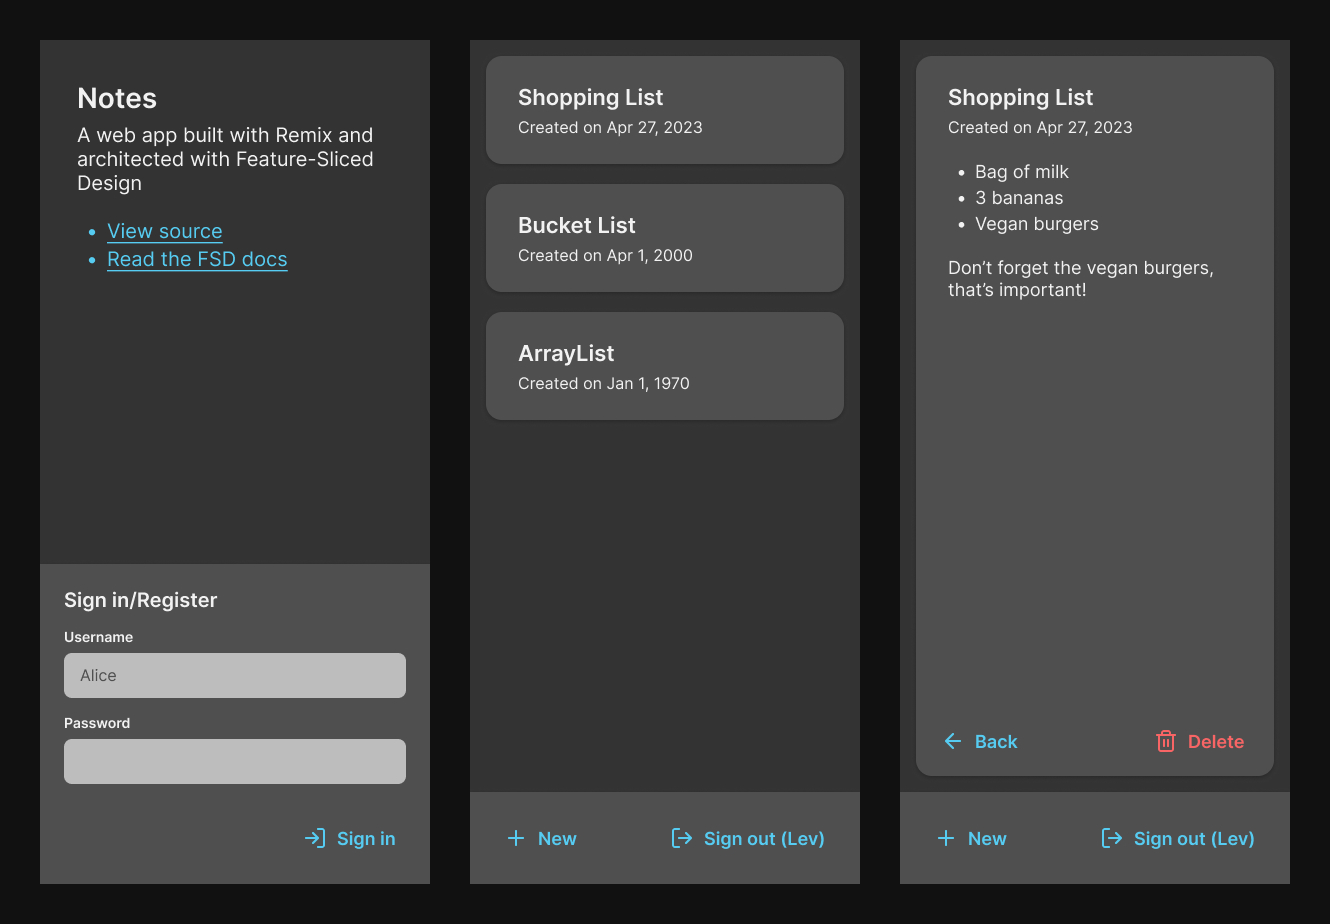 Notes
A web app built with Remix and
architected with Feature-Sliced
Design
• View source
• Read the FSD docs
Sign in/Register
Username
Alice
Password
Sign in
Shopping List
Created on Apr 27, 2023
Bucket List
Created on Apr 1, 2000
ArrayList
Created on Jan 1, 1970
New
Sign out (Lev)
Shopping List
Created on Apr 27, 2023
• Bag of milk
• 3 bananas
• Vegan burgers
Don’t forget the vegan burgers,
that’s important!
Back
Delete
New
Sign out (Lev)